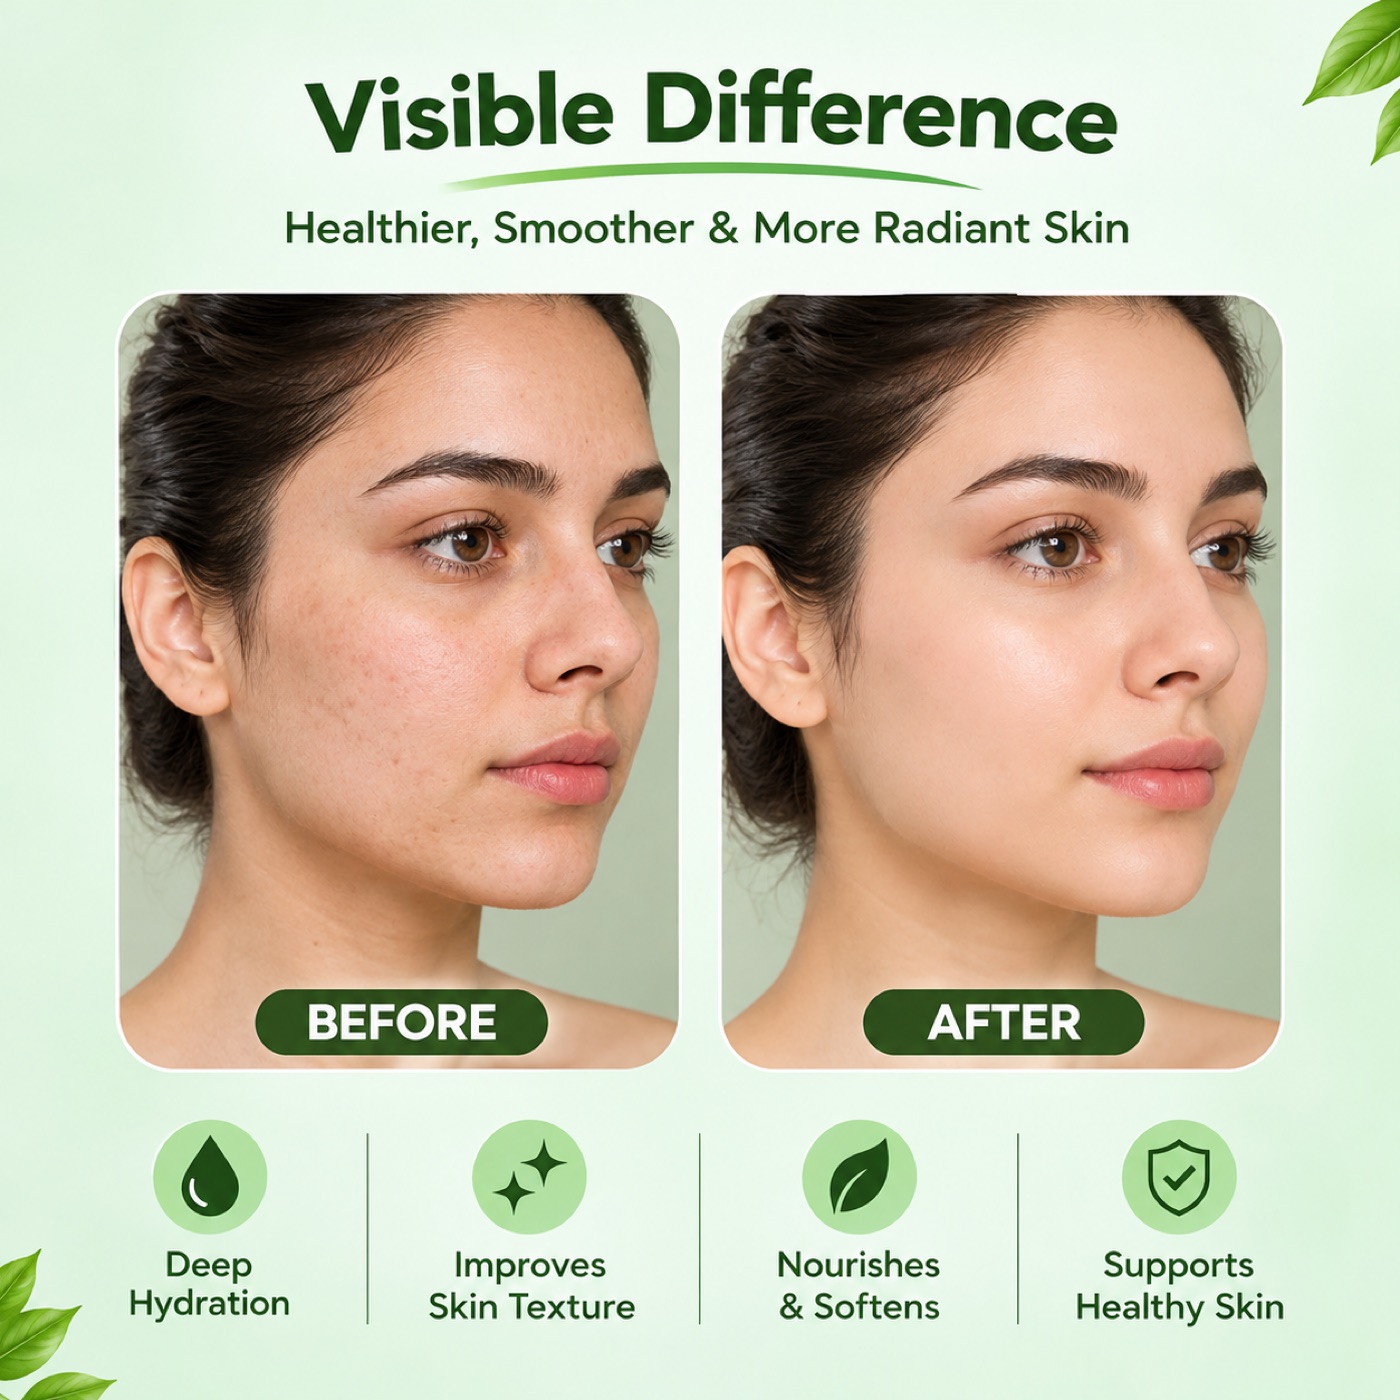 Visible Difference
Healthier, Smoother & More Radiant Skin
BEFORE
AFTER
Deep
Hydration
Improves
Skin Texture
Nourishes
& Softens
Supports
Healthy Skin